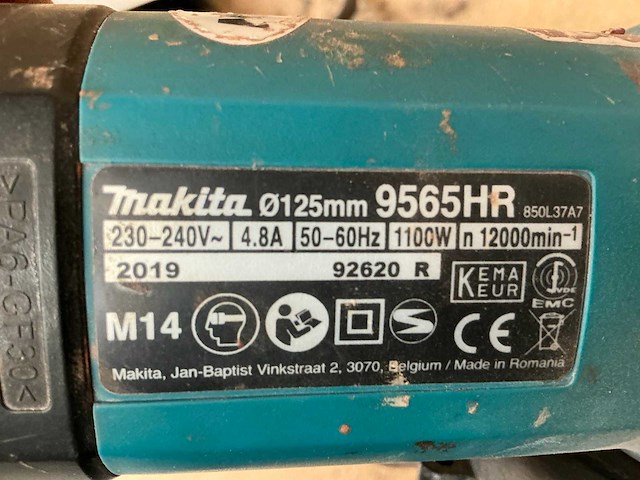 makita Ø125mm 9565HR 850L37A7
230-240V~ 4.8A 50-60Hz 1100W n 12000min-1
2019 92620 R
KEMA
KEUR
VDE
EMC
M14
S
CE
Makita, Jan-Baptist Vinkstraat 2, 3070, Belgium / Made in Romania
>PA6-GF30<